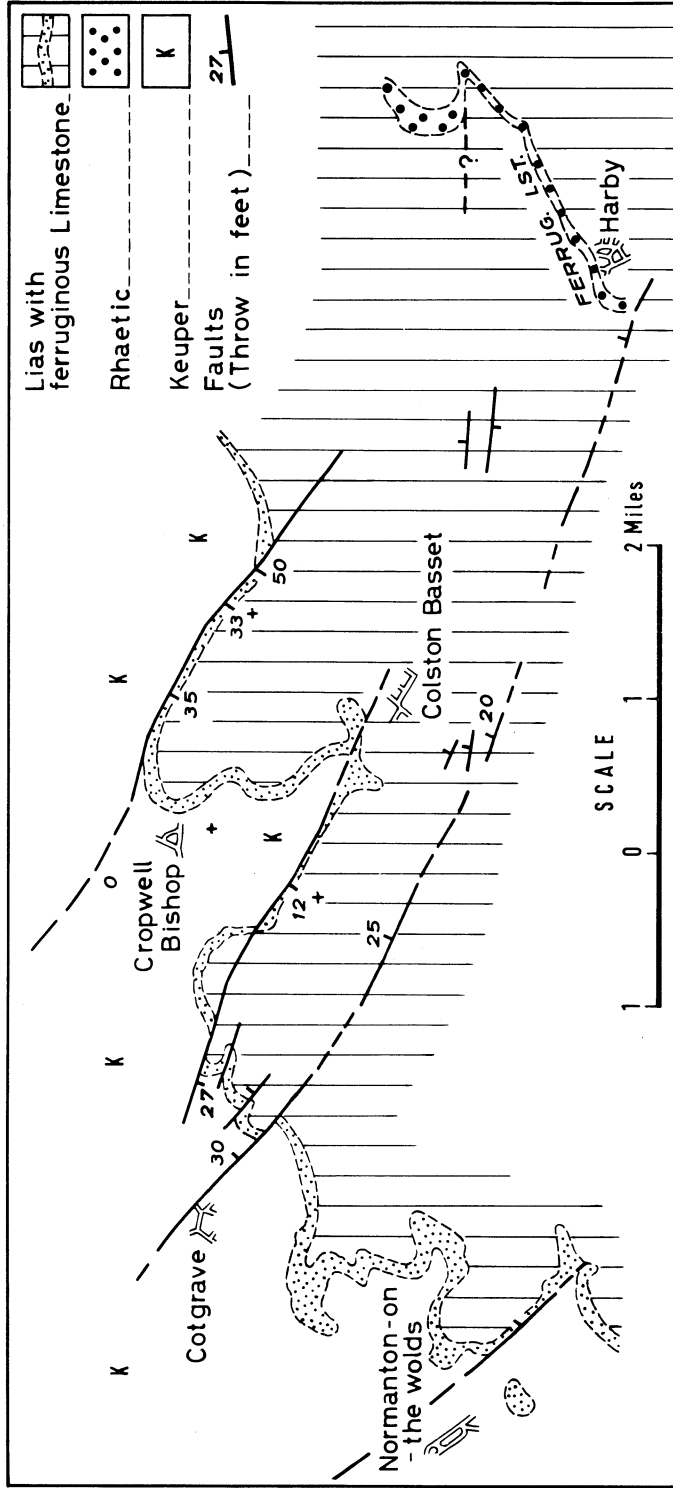 Lias with
ferruginous Limestone
Rhaetic
Keuper
K
Faults
(Throw in feet)
27
K
K
K
K
K
Cotgrave
Normanton-on
- the wolds
Cropwell
Bishop
O
Colston Basset
Harby
FERRUG. LST.
?
30
27
12
25
20
35
33
50
SCALE
1
0
1
2 Miles